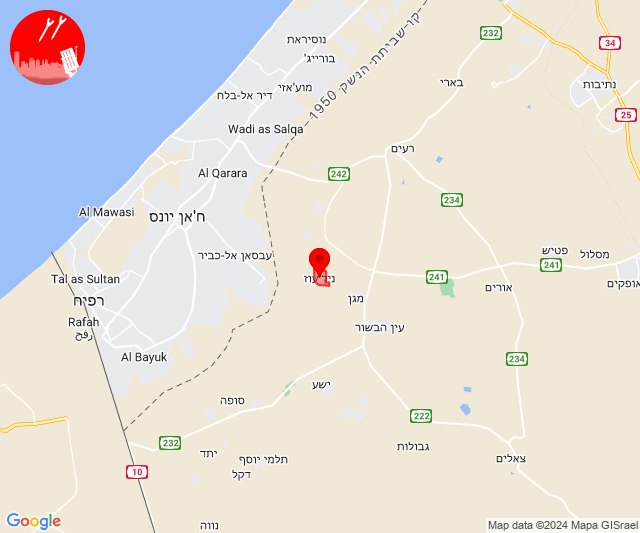 232
34
נוסיראת
בורייג'
קו שביתת הנשק 1950
מוע'אזי
בארי
נתיבות
דיר אל-בלח
25
Wadi as Salqa
רעים
Al Qarara
242
234
Al Mawasi
ח'אן יונס
פטיש
מסלול
עבסאן אל-כביר
241
241
Tal as Sultan
אורים
אופקים
רפיח
מגן
Rafah
رفح
עין הבשור
Al Bayuk
234
ישע
סופה
222
232
גבולות
יתד
תלמי יוסף
צאלים
10
דקל
נווה
Google
Map data ©2024 Mapa GISrael